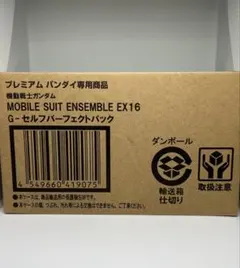 プレミアム バンダイ専用商品
機動戦士ガンダム
MOBILE SUIT ENSEMBLE EX16
G-セルフパーフェクトパック
4 549660 419075
ダンボール
輸送箱
仕切り
取扱注意